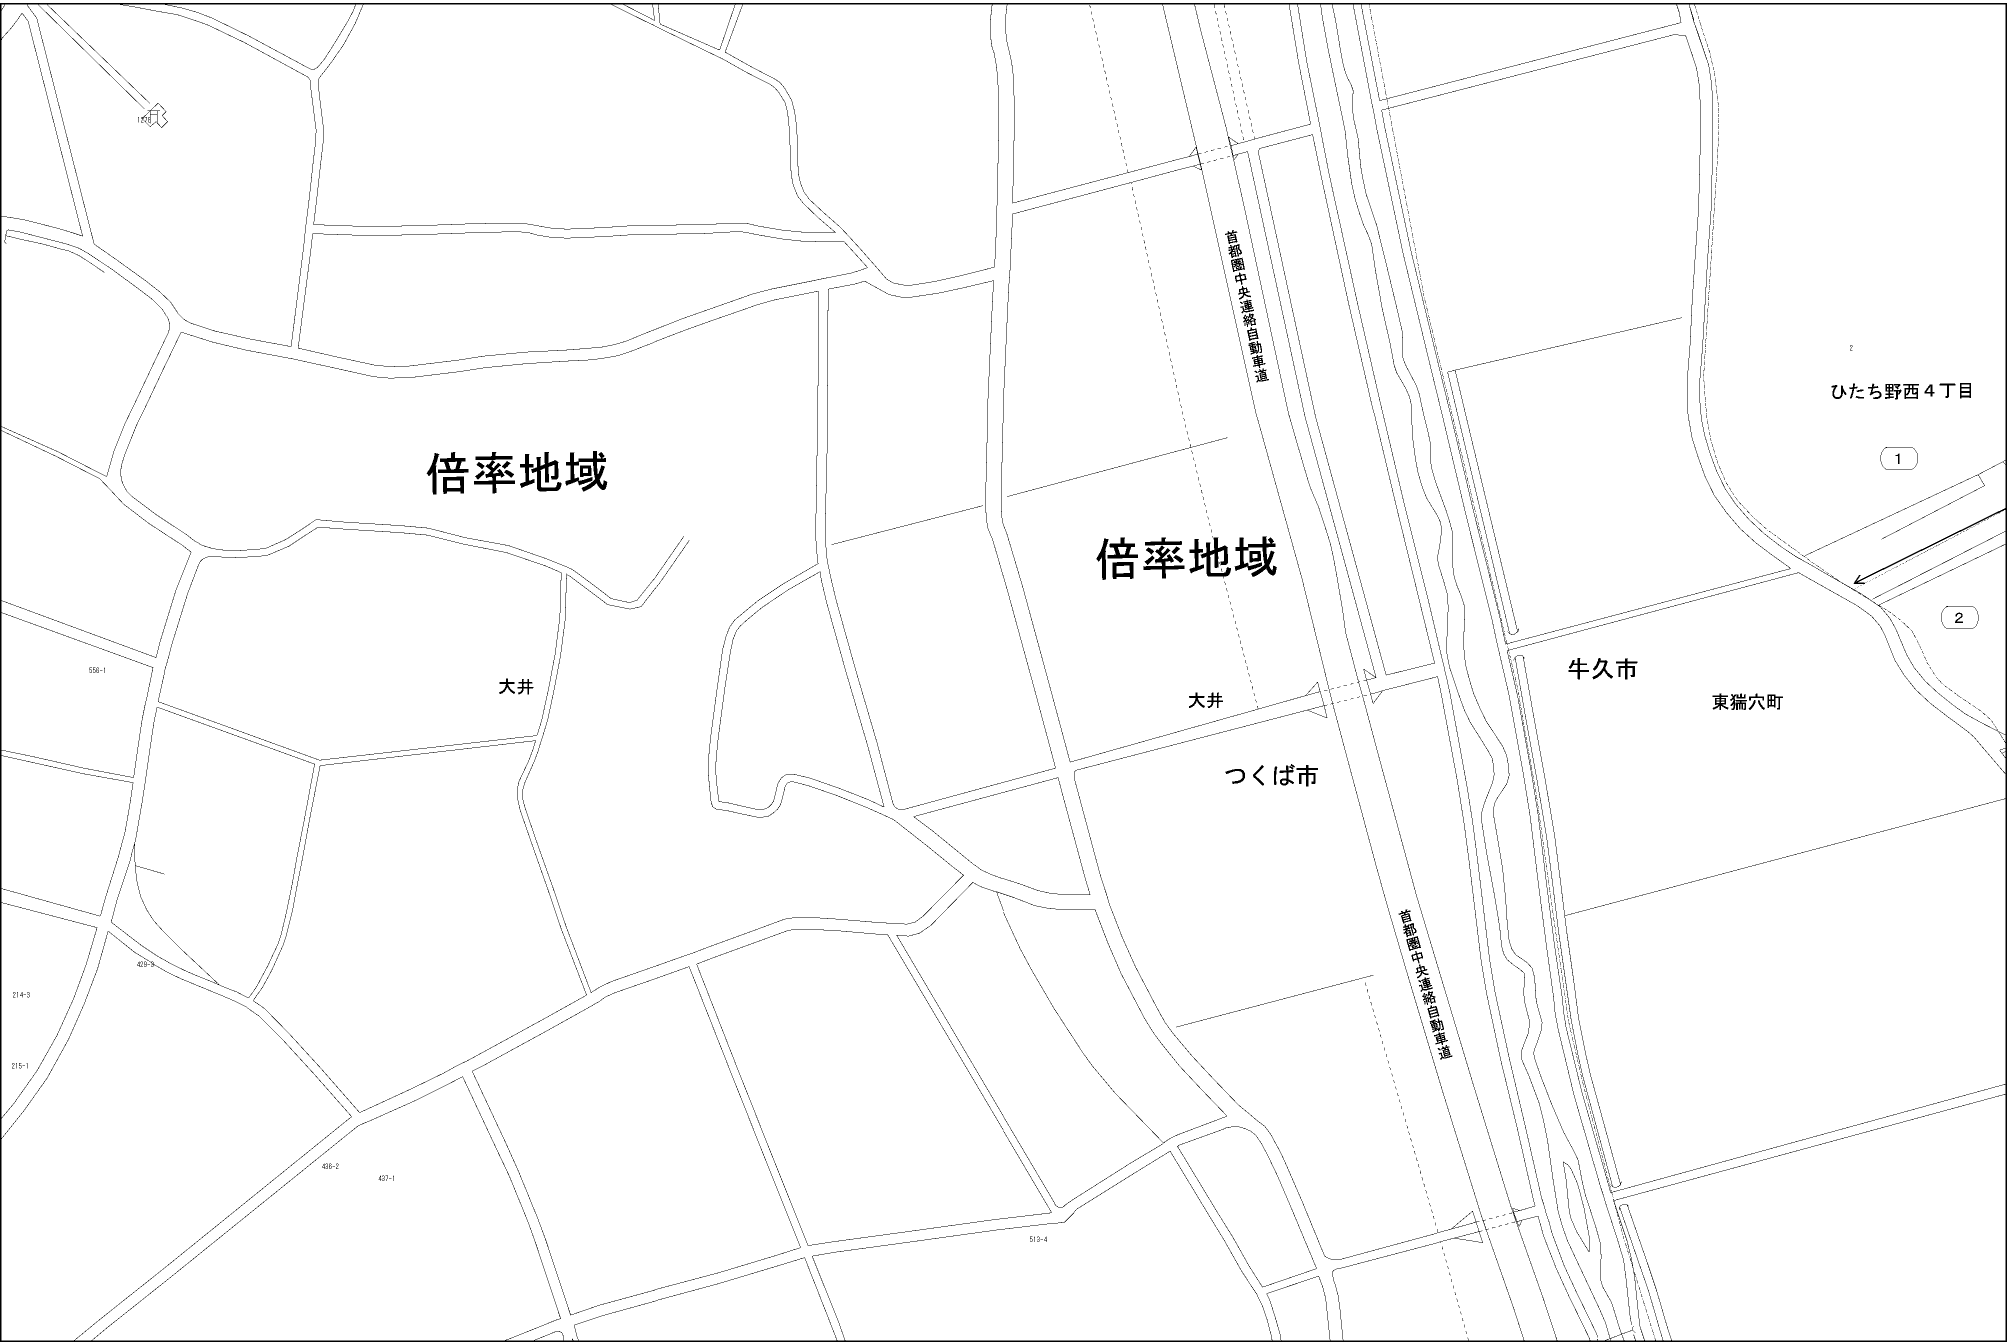 1278
首都圏中央連絡自動車道
2
ひたち野西４丁目
1
倍率地域
倍率地域
2
556-1
大井
大井
牛久市
東猯穴町
つくば市
首都圏中央連絡自動車道
429-3
214-3
215-1
436-2
437-1
513-4